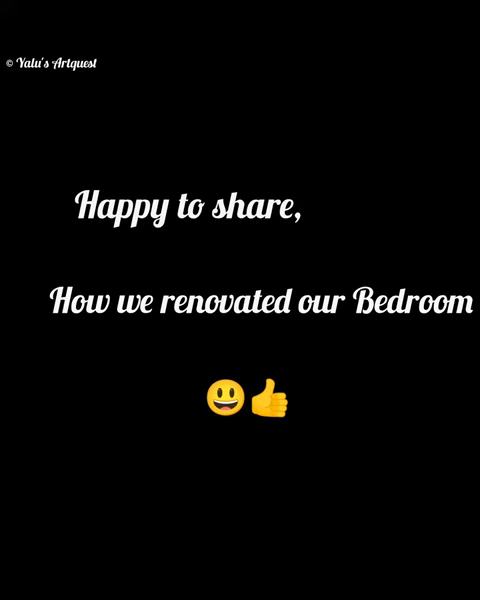 © Yalu's Artquest
Happy to share,
How we renovated our Bedroom
😃👍